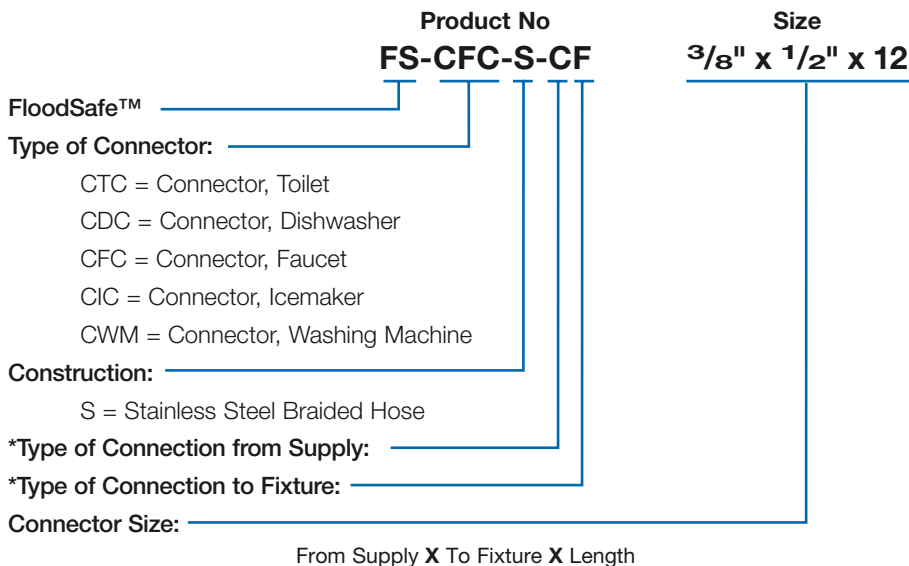 Product No Size
FS-CFC-S-CF 3/8" x 1/2" x 12
FloodSafe™
Type of Connector:
CTC = Connector, Toilet
CDC = Connector, Dishwasher
CFC = Connector, Faucet
CIC = Connector, Icemaker
CWM = Connector, Washing Machine
Construction:
S = Stainless Steel Braided Hose
*Type of Connection from Supply:
*Type of Connection to Fixture:
Connector Size:
From Supply X To Fixture X Length